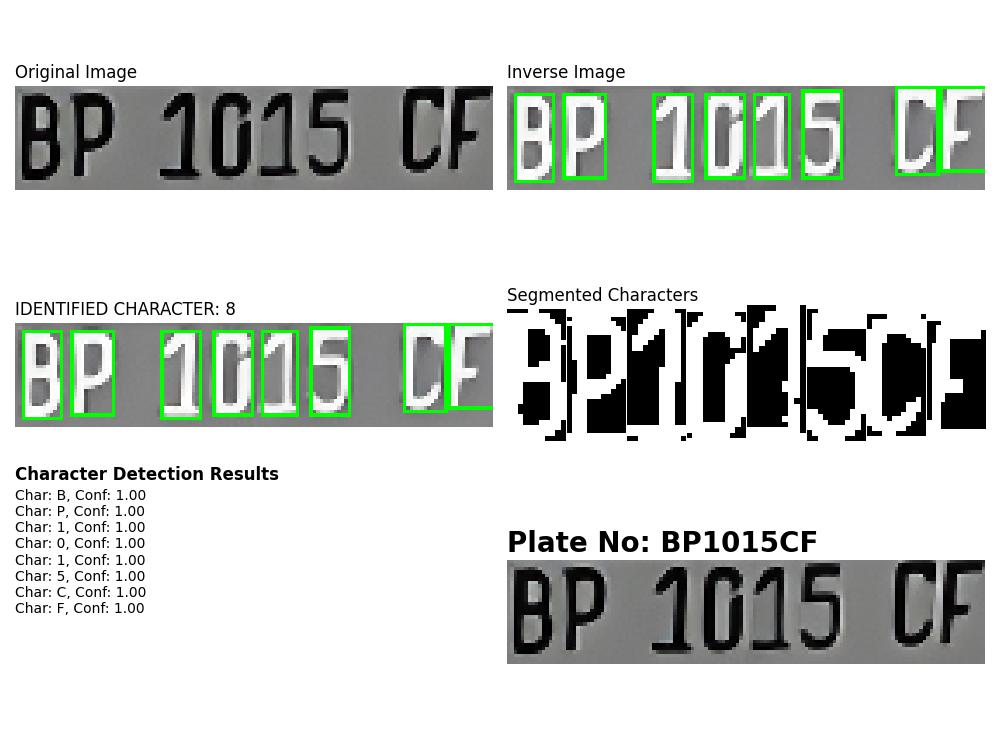 Original Image
BP 1015 CF
Inverse Image
BP 1015 CF
IDENTIFIED CHARACTER: 8
BP 1015 CF
Segmented Characters
BP1015CF
Character Detection Results
Char: B, Conf: 1.00
Char: P, Conf: 1.00
Char: 1, Conf: 1.00
Char: 0, Conf: 1.00
Char: 1, Conf: 1.00
Char: 5, Conf: 1.00
Char: C, Conf: 1.00
Char: F, Conf: 1.00
Plate No: BP1015CF
BP 1015 CF